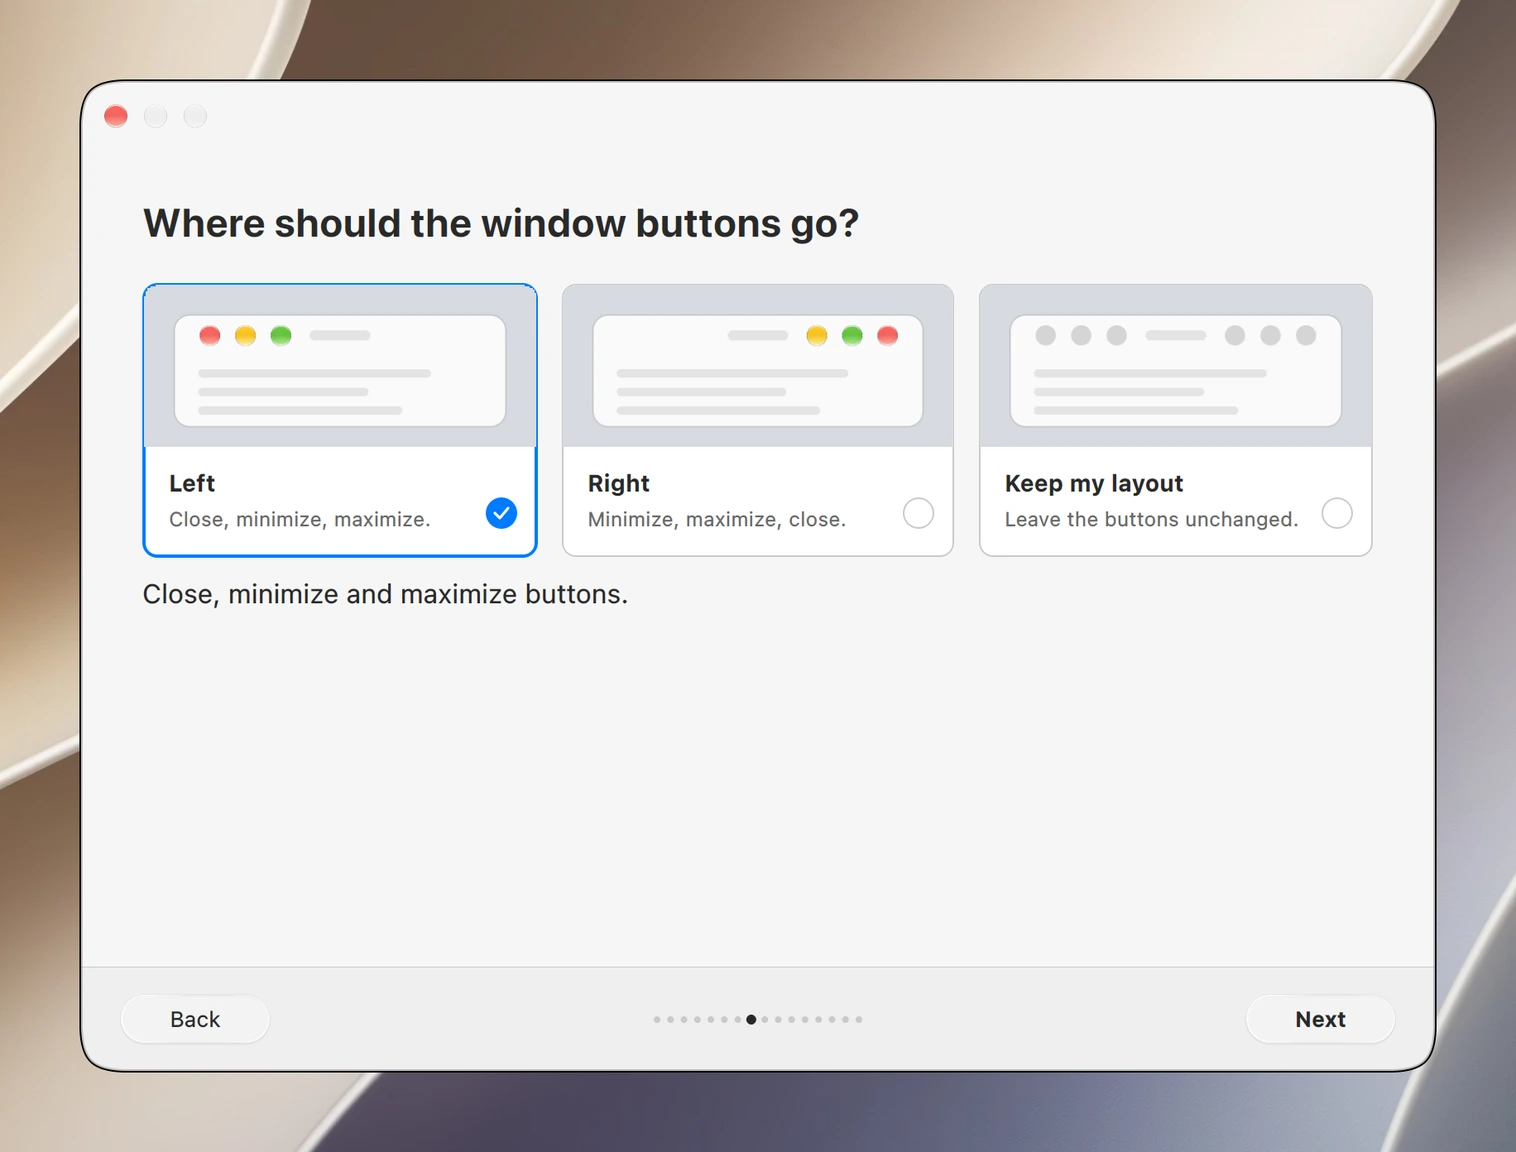 Where should the window buttons go?
Left
Close, minimize, maximize.
Right
Minimize, maximize, close.
Keep my layout
Leave the buttons unchanged.
Close, minimize and maximize buttons.
Back
Next